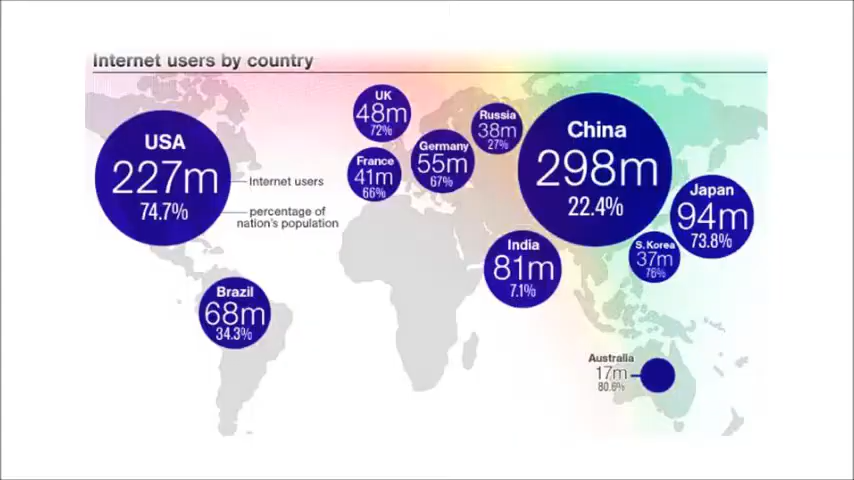 Internet users by country
USA
227m
74.7%
Internet users
percentage of
nation's population
Brazil
68m
34.3%
UK
48m
72%
France
41m
66%
Germany
55m
67%
Russia
38m
27%
China
298m
22.4%
India
81m
7.1%
Japan
94m
73.8%
S.Korea
37m
76%
Australia
17m
80.6%